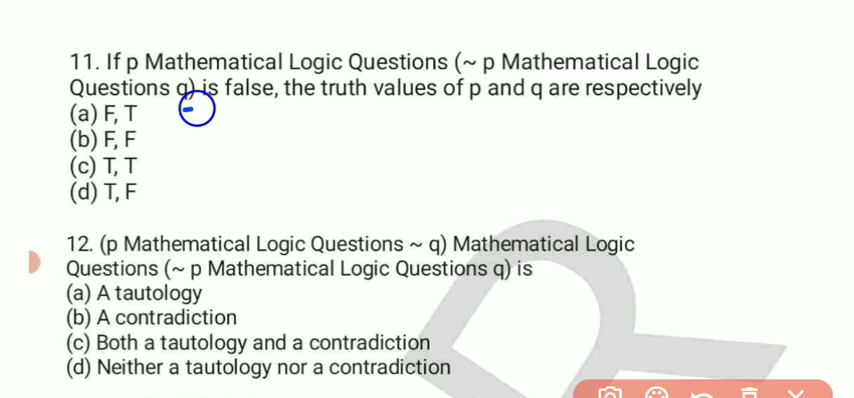 11. If p Mathematical Logic Questions (~ p Mathematical Logic
Questions q) is false, the truth values of p and q are respectively
(a) F, T
(b) F, F
(c) T, T
(d) T, F
12. (p Mathematical Logic Questions ~ q) Mathematical Logic
Questions (~ p Mathematical Logic Questions q) is
(a) A tautology
(b) A contradiction
(c) Both a tautology and a contradiction
(d) Neither a tautology nor a contradiction